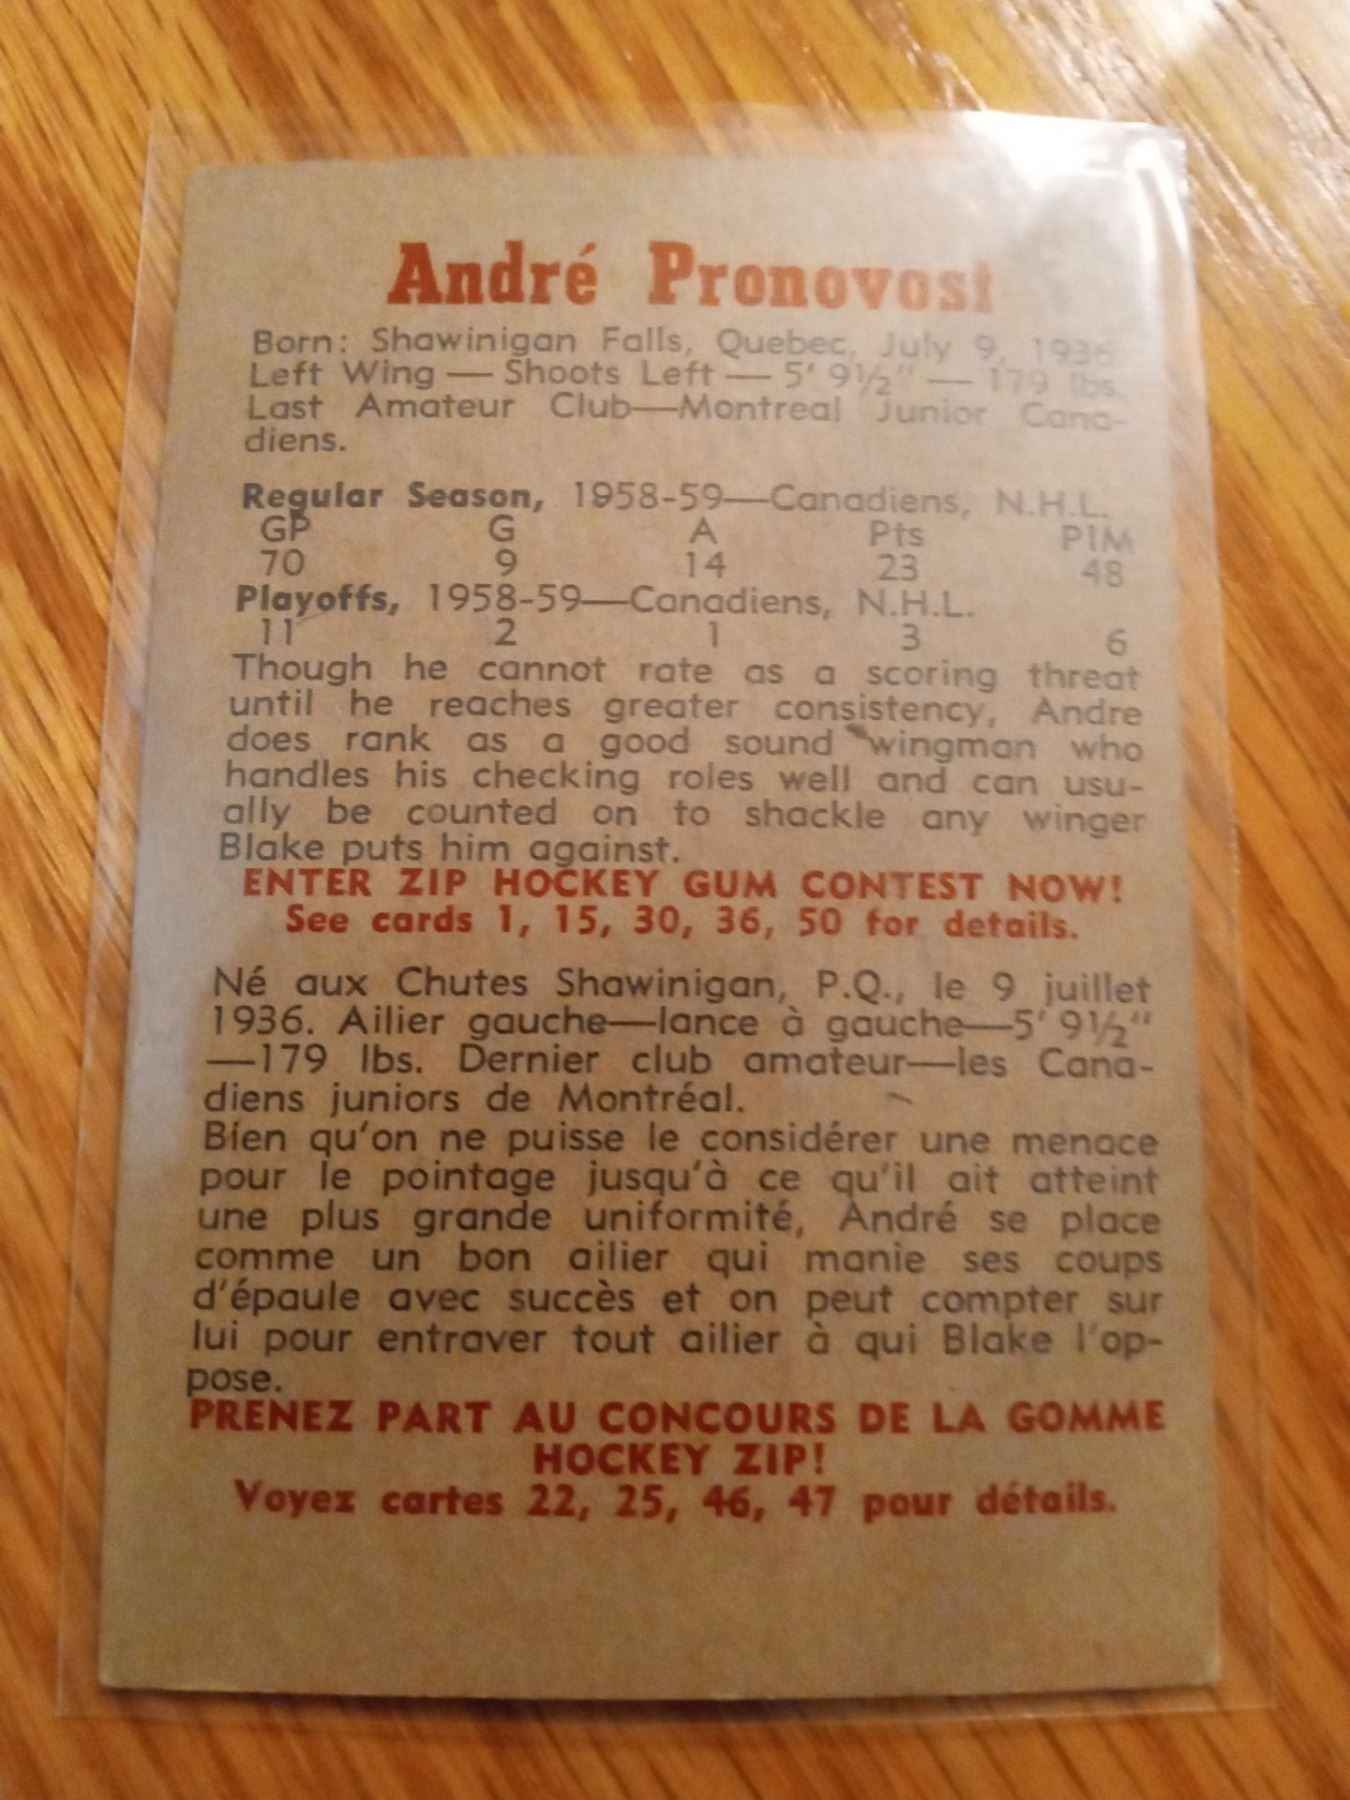 André Pronovost
Born: Shawinigan Falls, Quebec, July 9, 1936
Left Wing — Shoots Left — 5' 9½" — 179 lbs.
Last Amateur Club—Montreal Junior Cana-
diens.
Regular Season, 1958-59—Canadiens, N.H.L.
GP G A Pts PIM
70 9 14 23 48
Playoffs, 1958-59—Canadiens, N.H.L.
11 2 1 3 6
Though he cannot rate as a scoring threat
until he reaches greater consistency, Andre
does rank as a good sound wingman who
handles his checking roles well and can usu-
ally be counted on to shackle any winger
Blake puts him against.
ENTER ZIP HOCKEY GUM CONTEST NOW!
See cards 1, 15, 30, 36, 50 for details.
Né aux Chutes Shawinigan, P.Q., le 9 juillet
1936. Ailier gauche—lance à gauche—5' 9½"
—179 lbs. Dernier club amateur—les Cana-
diens juniors de Montréal.
Bien qu'on ne puisse le considérer une menace
pour le pointage jusqu'à ce qu'il ait atteint
une plus grande uniformité, André se place
comme un bon ailier qui manie ses coups
d'épaule avec succès et on peut compter sur
lui pour entraver tout ailier à qui Blake l'op-
pose.
PRENEZ PART AU CONCOURS DE LA GOMME
HOCKEY ZIP!
Voyez cartes 22, 25, 46, 47 pour détails.